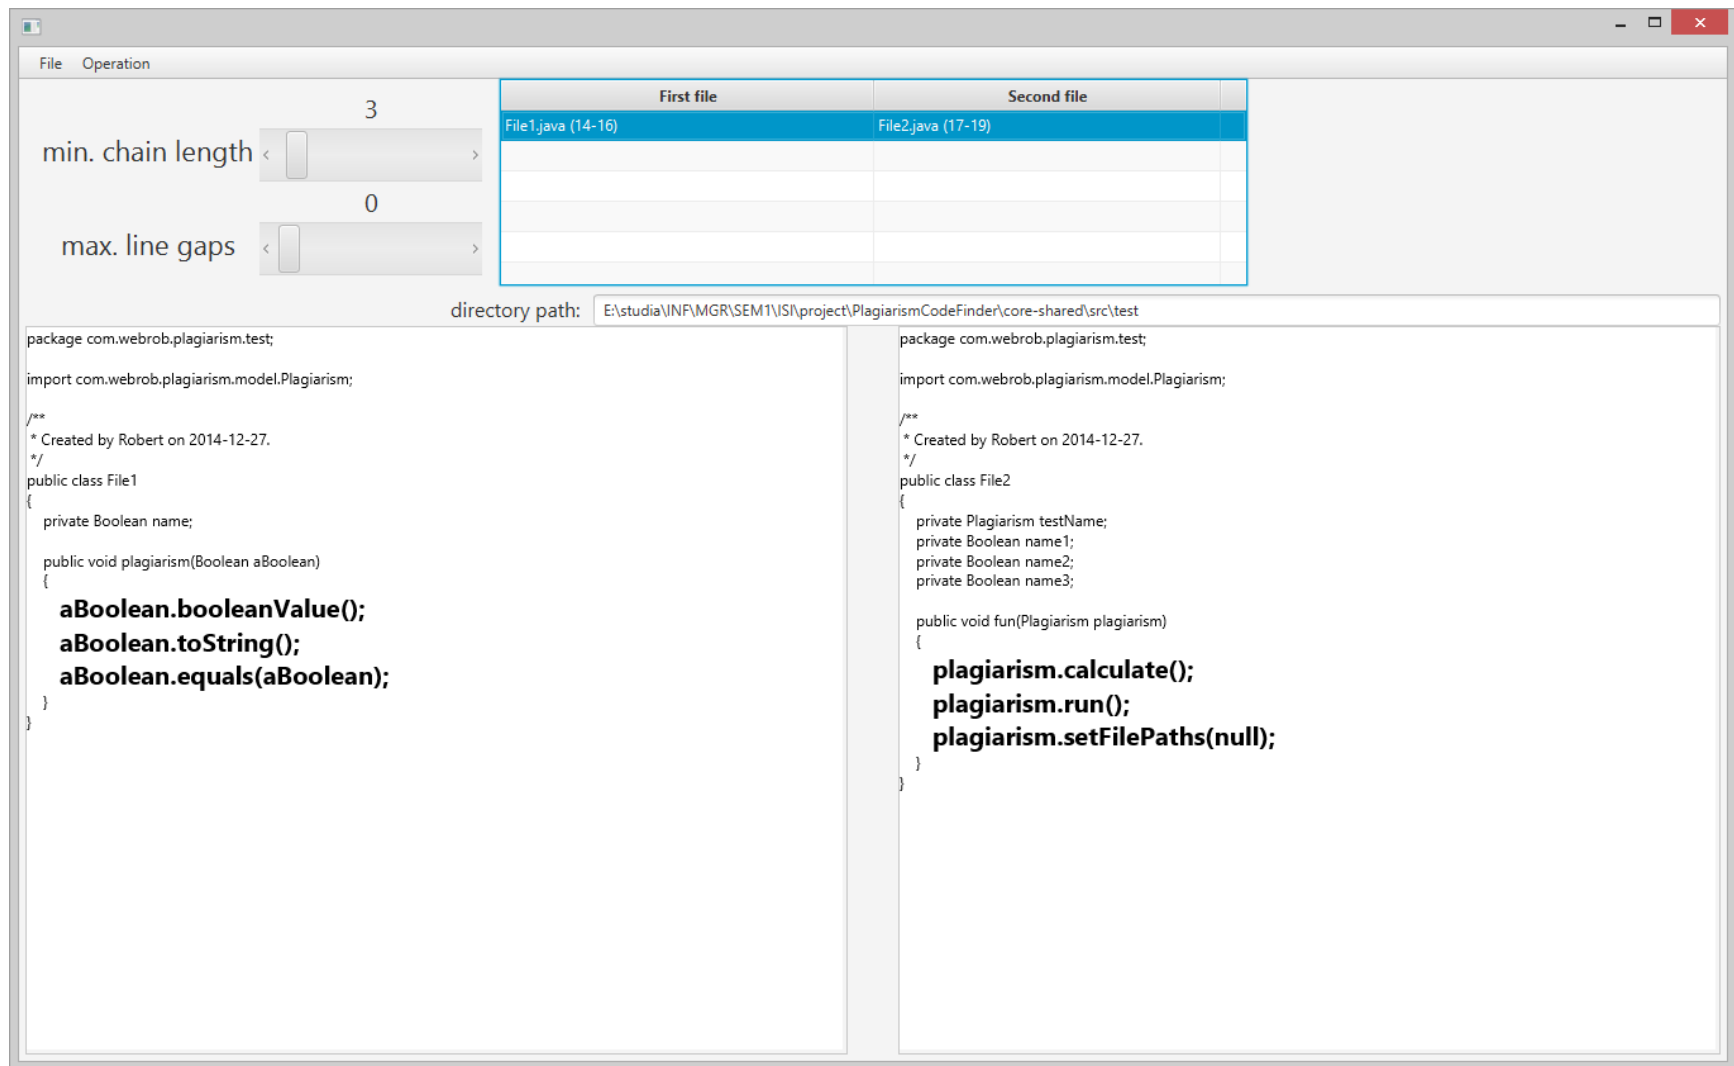 File Operation
3
min. chain length
0
max. line gaps
First file Second file
File1.java (14-16) File2.java (17-19)
directory path: E:\studia\INF\MGR\SEM1\ISI\project\PlagiarismCodeFinder\core-shared\src\test
package com.webrob.plagiarism.test;
import com.webrob.plagiarism.model.Plagiarism;
/**
* Created by Robert on 2014-12-27.
*/
public class File1
{
private Boolean name;
public void plagiarism(Boolean aBoolean)
{
aBoolean.booleanValue();
aBoolean.toString();
aBoolean.equals(aBoolean);
}
}
package com.webrob.plagiarism.test;
import com.webrob.plagiarism.model.Plagiarism;
/**
* Created by Robert on 2014-12-27.
*/
public class File2
{
private Plagiarism testName;
private Boolean name1;
private Boolean name2;
private Boolean name3;
public void fun(Plagiarism plagiarism)
{
plagiarism.calculate();
plagiarism.run();
plagiarism.setFilePaths(null);
}
}